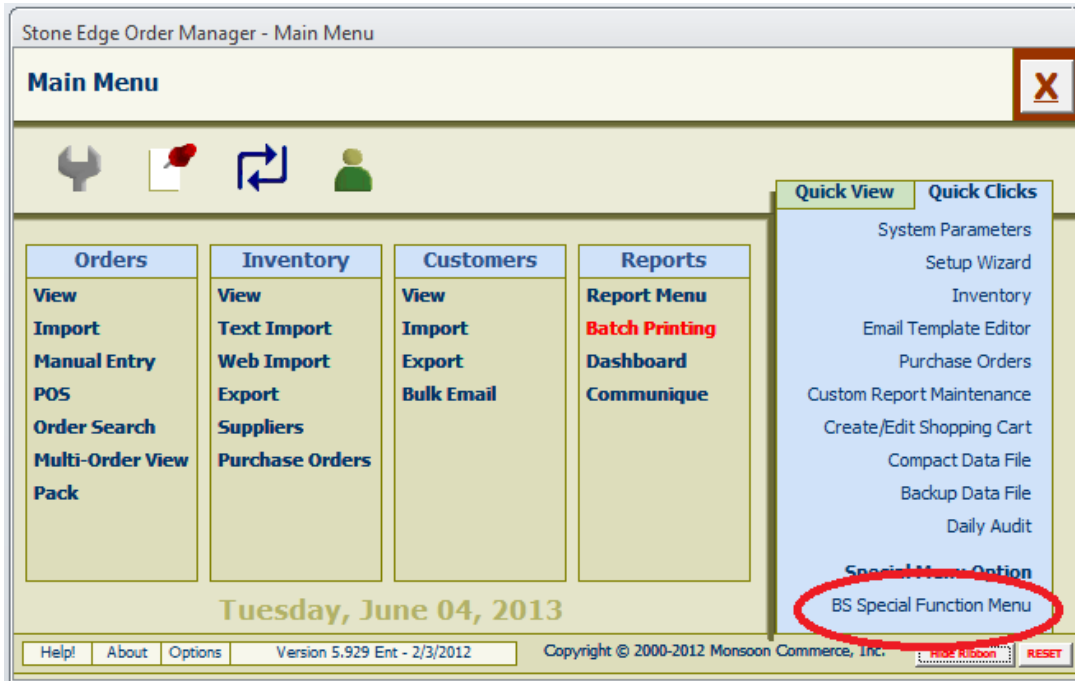 Stone Edge Order Manager - Main Menu
Main Menu
X
Quick View
Quick Clicks
System Parameters
Setup Wizard
Inventory
Email Template Editor
Purchase Orders
Custom Report Maintenance
Create/Edit Shopping Cart
Compact Data File
Backup Data File
Daily Audit
Special Menu Option
BS Special Function Menu
Orders
View
Import
Manual Entry
POS
Order Search
Multi-Order View
Pack
Inventory
View
Text Import
Web Import
Export
Suppliers
Purchase Orders
Customers
View
Import
Export
Bulk Email
Reports
Report Menu
Batch Printing
Dashboard
Communique
Tuesday, June 04, 2013
Help!
About
Options
Version 5.929 Ent - 2/3/2012
Copyright © 2000-2012 Monsoon Commerce, Inc.
Hide Ribbon
RESET